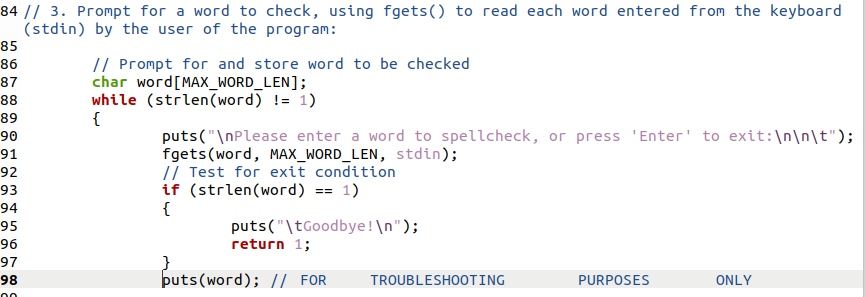 84 // 3. Prompt for a word to check, using fgets() to read each word entered from the keyboard
(stdin) by the user of the program:
85
86 // Prompt for and store word to be checked
87 char word[MAX_WORD_LEN];
88 while (strlen(word) != 1)
89 {
90 puts("\nPlease enter a word to spellcheck, or press 'Enter' to exit:\n\n\t");
91 fgets(word, MAX_WORD_LEN, stdin);
92 // Test for exit condition
93 if (strlen(word) == 1)
94 {
95 puts("\tGoodbye!\n");
96 return 1;
97 }
98 puts(word); // FOR TROUBLESHOOTING PURPOSES ONLY